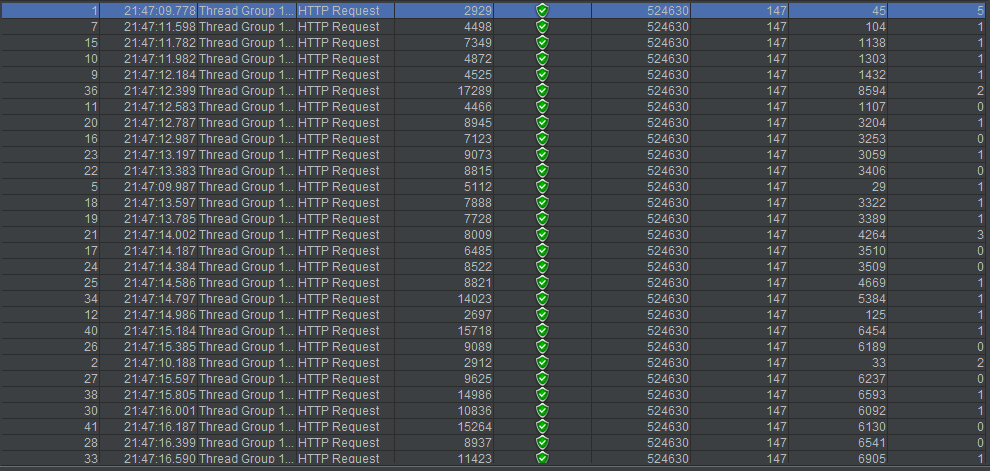 1 21:47:09.778 Thread Group 1... HTTP Request 2929 524630 147 45 5
7 21:47:11.598 Thread Group 1... HTTP Request 4498 524630 147 104 1
15 21:47:11.782 Thread Group 1... HTTP Request 7349 524630 147 1138 1
10 21:47:11.982 Thread Group 1... HTTP Request 4872 524630 147 1303 1
9 21:47:12.184 Thread Group 1... HTTP Request 4525 524630 147 1432 1
36 21:47:12.399 Thread Group 1... HTTP Request 17289 524630 147 8594 2
11 21:47:12.583 Thread Group 1... HTTP Request 4466 524630 147 1107 0
20 21:47:12.787 Thread Group 1... HTTP Request 8945 524630 147 3204 1
16 21:47:12.987 Thread Group 1... HTTP Request 7123 524630 147 3253 0
23 21:47:13.197 Thread Group 1... HTTP Request 9073 524630 147 3059 1
22 21:47:13.383 Thread Group 1... HTTP Request 8815 524630 147 3406 0
5 21:47:09.987 Thread Group 1... HTTP Request 5112 524630 147 29 1
18 21:47:13.597 Thread Group 1... HTTP Request 7888 524630 147 3322 1
19 21:47:13.785 Thread Group 1... HTTP Request 7728 524630 147 3389 1
21 21:47:14.002 Thread Group 1... HTTP Request 8009 524630 147 4264 3
17 21:47:14.187 Thread Group 1... HTTP Request 6485 524630 147 3510 0
24 21:47:14.384 Thread Group 1... HTTP Request 8522 524630 147 3509 0
25 21:47:14.586 Thread Group 1... HTTP Request 8821 524630 147 4669 1
34 21:47:14.797 Thread Group 1... HTTP Request 14023 524630 147 5384 1
12 21:47:14.986 Thread Group 1... HTTP Request 2697 524630 147 125 1
40 21:47:15.184 Thread Group 1... HTTP Request 15718 524630 147 6454 1
26 21:47:15.385 Thread Group 1... HTTP Request 9089 524630 147 6189 0
2 21:47:10.188 Thread Group 1... HTTP Request 2912 524630 147 33 2
27 21:47:15.597 Thread Group 1... HTTP Request 9625 524630 147 6237 0
38 21:47:15.805 Thread Group 1... HTTP Request 14986 524630 147 6593 1
30 21:47:16.001 Thread Group 1... HTTP Request 10836 524630 147 6092 1
41 21:47:16.187 Thread Group 1... HTTP Request 15264 524630 147 6130 0
28 21:47:16.399 Thread Group 1... HTTP Request 8937 524630 147 6541 0
33 21:47:16.590 Thread Group 1... HTTP Request 11423 524630 147 6905 1